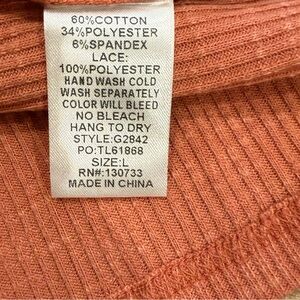 60%COTTON
34%POLYESTER
6%SPANDEX
LACE:
100%POLYESTER
HAND WASH COLD
WASH SEPARATELY
COLOR WILL BLEED
NO BLEACH
HANG TO DRY
STYLE:G2842
PO:TL61868
SIZE:L
RN#:130733
MADE IN CHINA